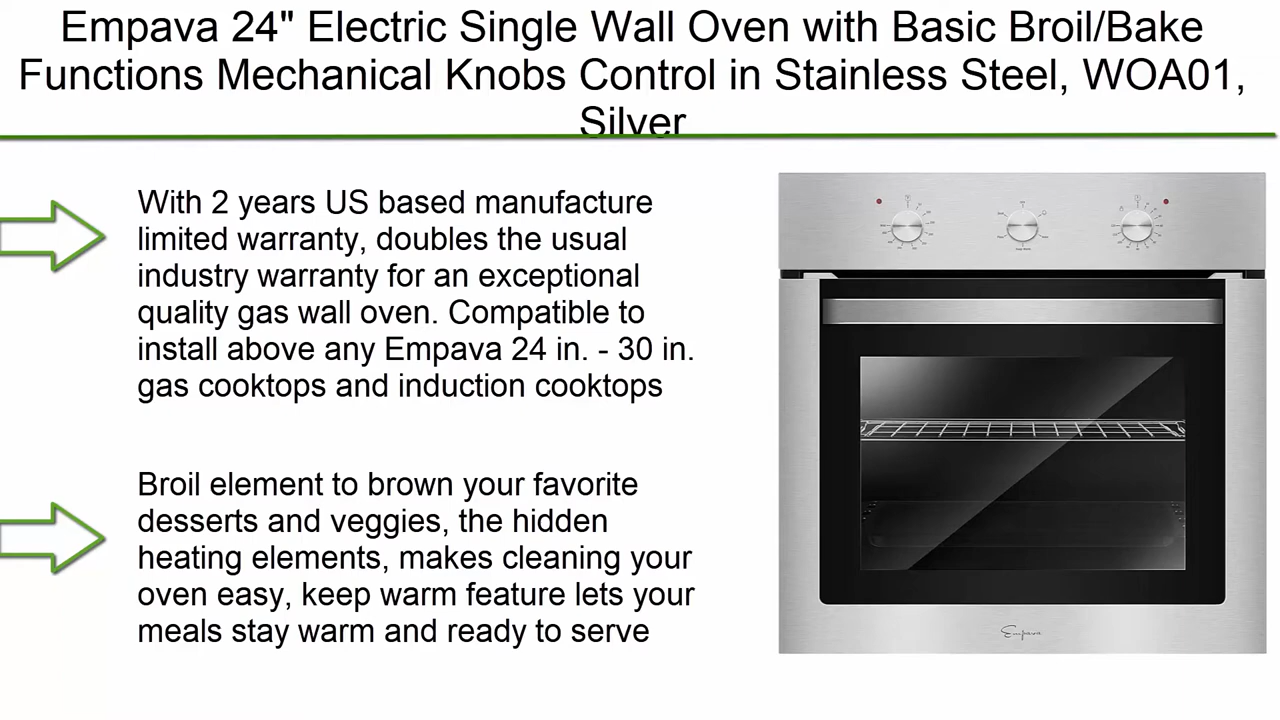 Empava 24" Electric Single Wall Oven with Basic Broil/Bake
Functions Mechanical Knobs Control in Stainless Steel, WOA01,
Silver
With 2 years US based manufacture
limited warranty, doubles the usual
industry warranty for an exceptional
quality gas wall oven. Compatible to
install above any Empava 24 in. - 30 in.
gas cooktops and induction cooktops
Broil element to brown your favorite
desserts and veggies, the hidden
heating elements, makes cleaning your
oven easy, keep warm feature lets your
meals stay warm and ready to serve
Empava